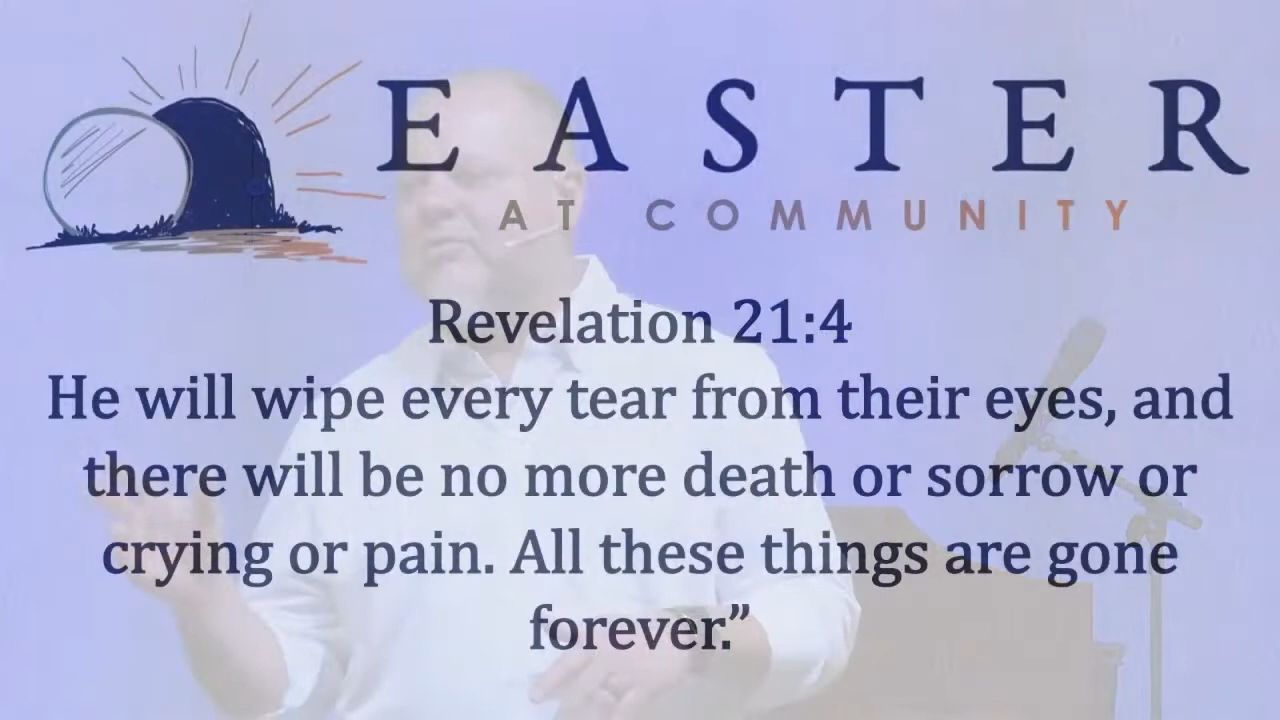 EASTER
AT COMMUNITY
Revelation 21:4
He will wipe every tear from their eyes, and
there will be no more death or sorrow or
crying or pain. All these things are gone
forever.”